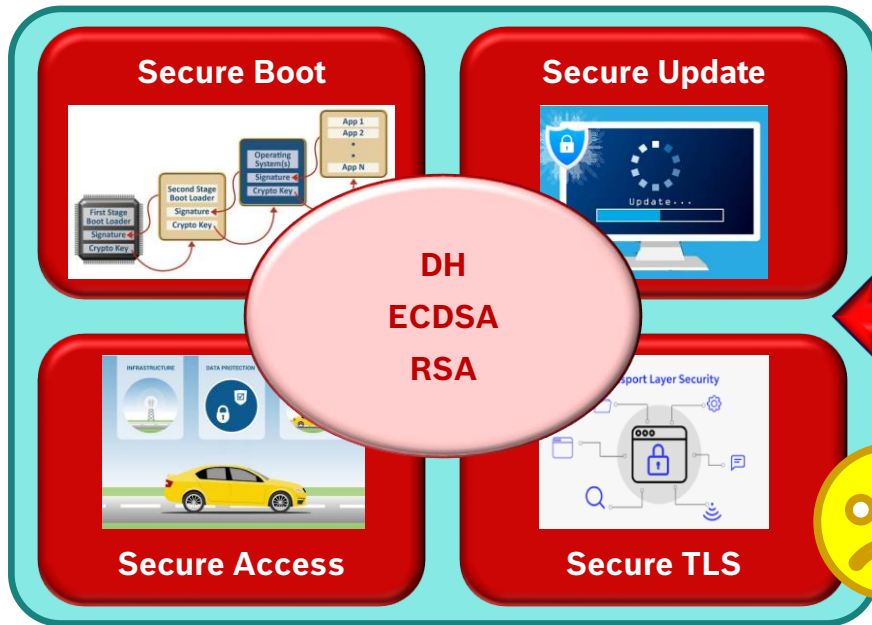 Secure Boot
App 1
App 2
App N
Operating
System(s)
Signature
Crypto Key
Second Stage
Boot Loader
Signature
Crypto Key
First Stage
Boot Loader
Signature
Crypto Key
Secure Update
Update...
DH
ECDSA
RSA
INFRASTRUCTURE
DATA PROTECTION
Secure Access
sport Layer Security
Secure TLS